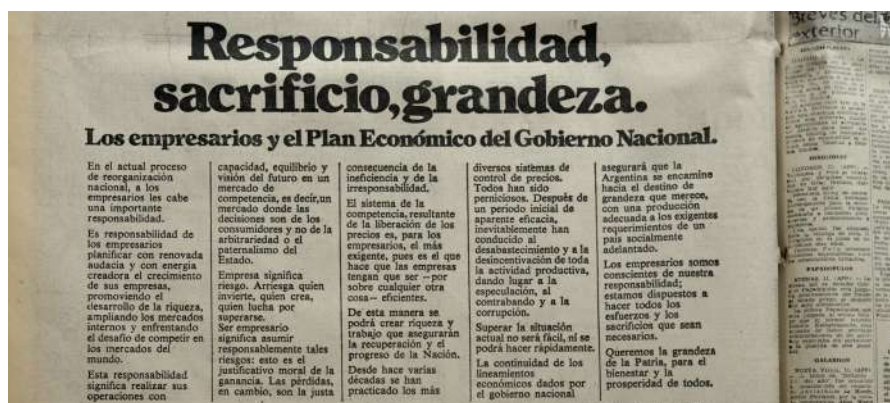 Responsabilidad,
sacrificio, grandeza.
Los empresarios y el Plan Económico del Gobierno Nacional.
En el actual proceso
de reorganización
nacional, a los
empresarios les cabe
una importante
responsabilidad.
Es responsabilidad de
los empresarios
planificar con renovada
audacia y con energía
creadora el crecimiento
de sus empresas,
promoviendo el
desarrollo de la riqueza,
ampliando los mercados
internos y enfrentando
el desafío de competir en
los mercados del
mundo.
Esta responsabilidad
significa realizar sus
operaciones con
capacidad, equilibrio y
visión del futuro en un
mercado de
competencia, es decir, un
mercado donde las
decisiones son de los
consumidores y no de la
arbitrariedad o el
paternalismo del
Estado.
Empresa significa
riesgo. Arriesga quien
invierte, quien crea,
quien lucha por
superarse.
Ser empresario
significa asumir
responsablemente tales
riesgos: esto es el
justificativo moral de la
ganancia. Las pérdidas,
en cambio, son la justa
consecuencia de la
ineficiencia y de la
irresponsabilidad.
El sistema de la
competencia, resultante
de la liberación de los
precios es, para los
empresarios, el más
exigente, pues es el que
hace que las empresas
tengan que ser —por
sobre cualquier otra
cosa— eficientes.
De esta manera se
podrá crear riqueza y
trabajo que asegurarán
la recuperación y el
progreso de la Nación.
Desde hace varias
décadas se han
practicado los más
diversos sistemas de
control de precios.
Todos han sido
perniciosos. Después de
un período inicial de
aparente eficacia,
inevitablemente han
conducido al
desabastecimiento y a la
desincentivación de toda
la actividad productiva,
dando lugar a la
especulación, al
contrabando y a la
corrupción.
Superar la situación
actual no será fácil, ni se
podrá hacer rápidamente.
La continuidad de los
lineamientos
económicos dados por
el gobierno nacional
asegurará que la
Argentina se encamine
hacia el destino de
grandeza que merece,
con una producción
adecuada a los exigentes
requerimientos de un
país socialmente
adelantado.
Los empresarios somos
conscientes de nuestra
responsabilidad;
estamos dispuestos a
hacer todos los
esfuerzos y los
sacrificios que sean
necesarios.
Queremos la grandeza
de la Patria, para el
bienestar y la
prosperidad de todos.
Breves del
exterior